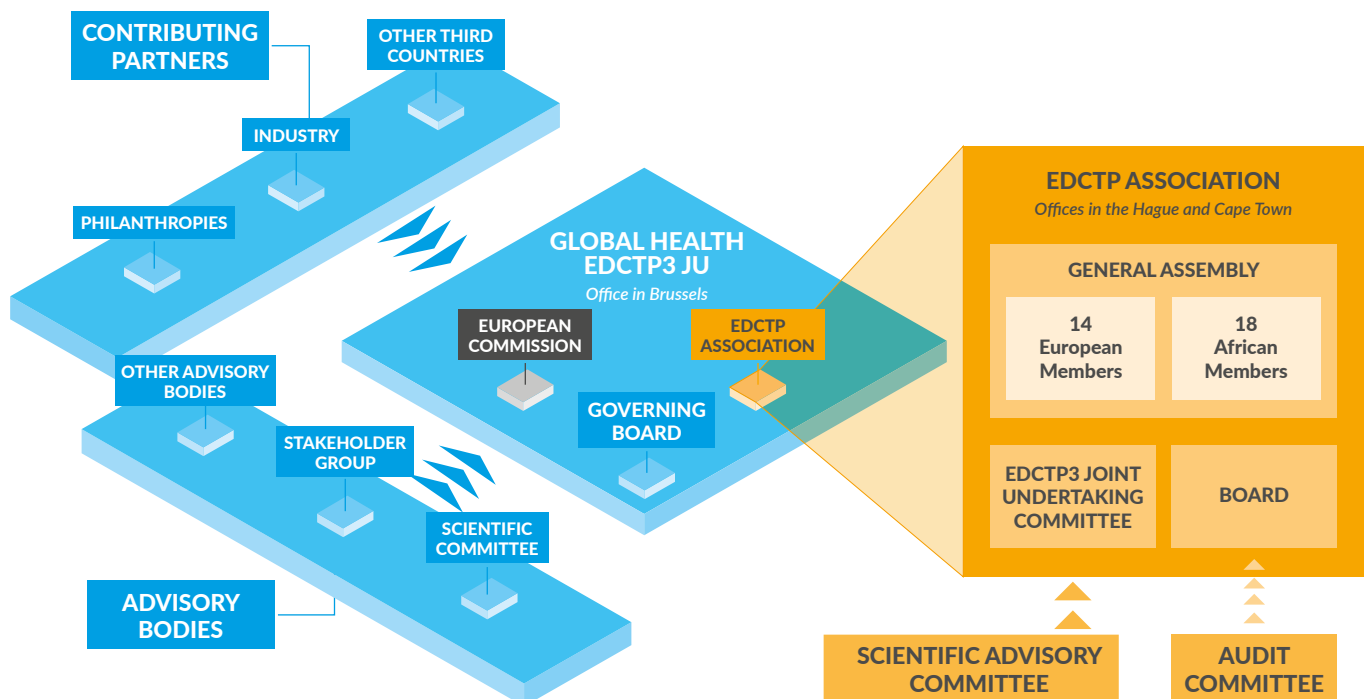 CONTRIBUTING
PARTNERS
OTHER THIRD
COUNTRIES
INDUSTRY
PHILANTHROPIES
GLOBAL HEALTH
EDCTP3 JU
Office in Brussels
EUROPEAN
COMMISSION
EDCTP
ASSOCIATION
GOVERNING
BOARD
OTHER ADVISORY
BODIES
STAKEHOLDER
GROUP
SCIENTIFIC
COMMITTEE
ADVISORY
BODIES
EDCTP ASSOCIATION
Offices in the Hague and Cape Town
GENERAL ASSEMBLY
14
European
Members
18
African
Members
EDCTP3 JOINT
UNDERTAKING
COMMITTEE
BOARD
SCIENTIFIC ADVISORY
COMMITTEE
AUDIT
COMMITTEE